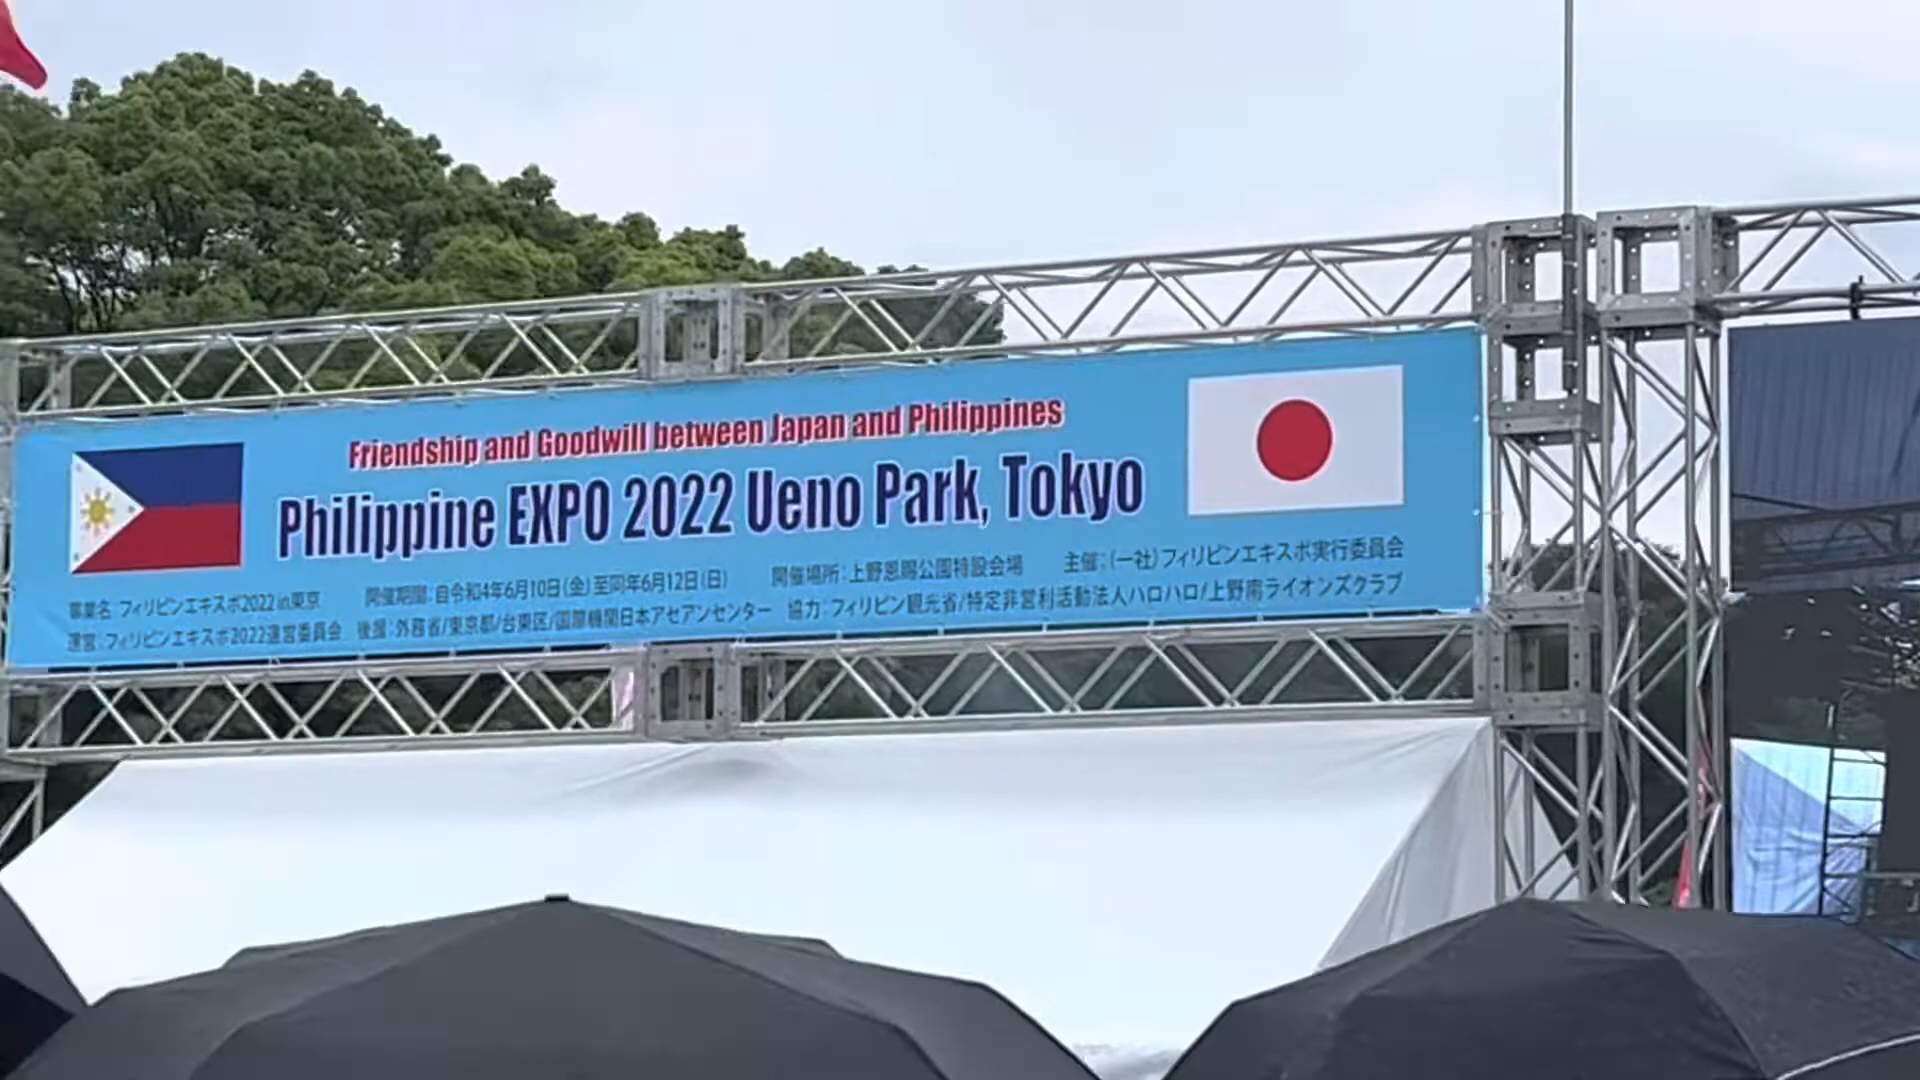 Friendship and Goodwill between Japan and Philippines
Philippine EXPO 2022 Ueno Park, Tokyo
事業名：フィリピンエキスポ2022 in東京 開催期間：自令和4年6月10日(金)至同年6月12日(日) 開催場所：上野恩賜公園特設会場 主催：(一社)フィリピンエキスポ実行委員会
運営：フィリピンエキスポ2022運営委員会 後援：外務省/東京都/台東区/国際機関日本アセアンセンター 協力：フィリピン観光省/特定非営利活動法人ハロハロ/上野南ライオンズクラブ